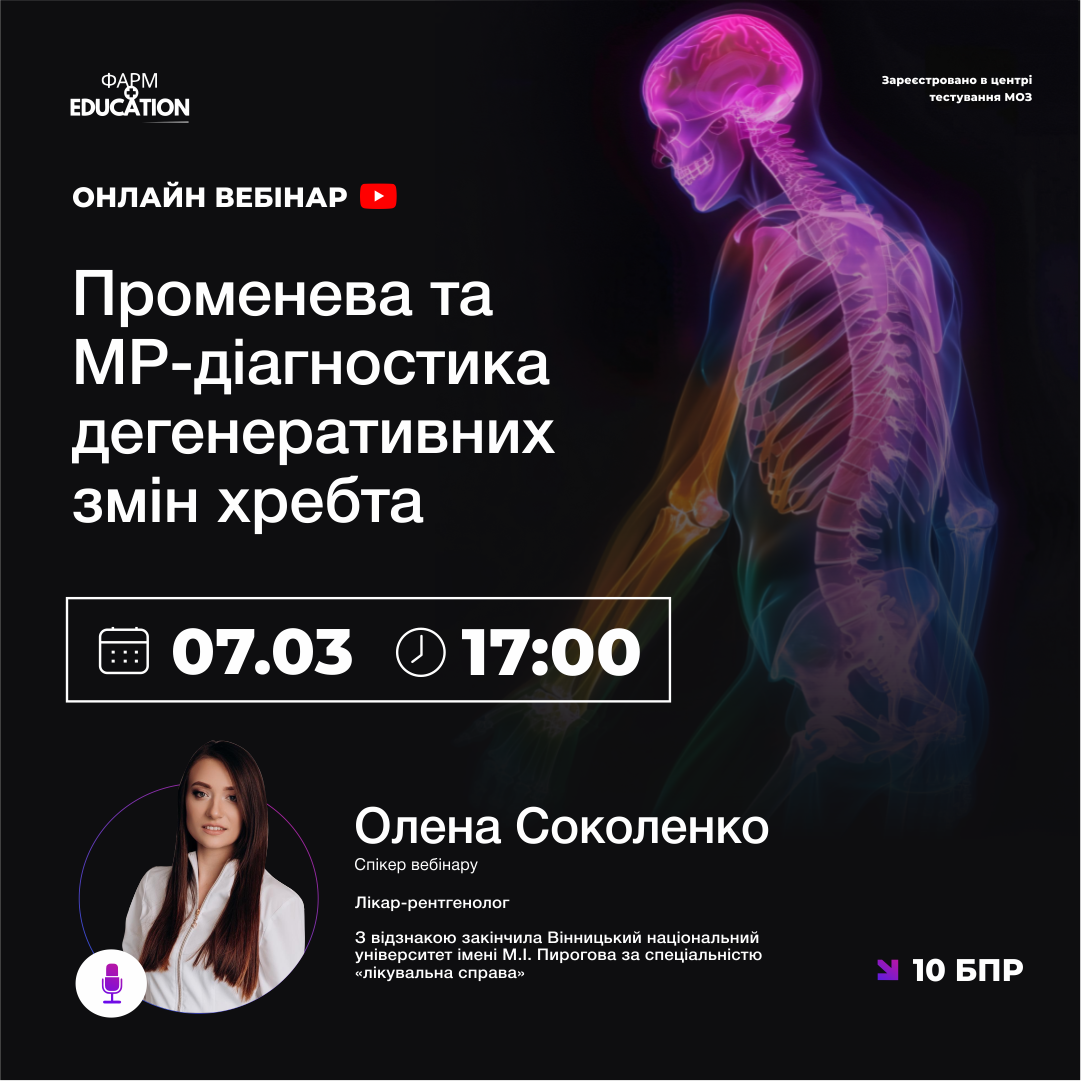 ФАРМ
EDUCATION
Зареєстровано в центрі
тестування МОЗ
ОНЛАЙН ВЕБІНАР
Променева та
МР-діагностика
дегенеративних
змін хребта
07.03 17:00
Олена Соколенко
Спікер вебінару
Лікар-рентгенолог
З відзнакою закінчила Вінницький національний
університет імені М.І. Пирогова за спеціальністю
«лікувальна справа»
10 БПР